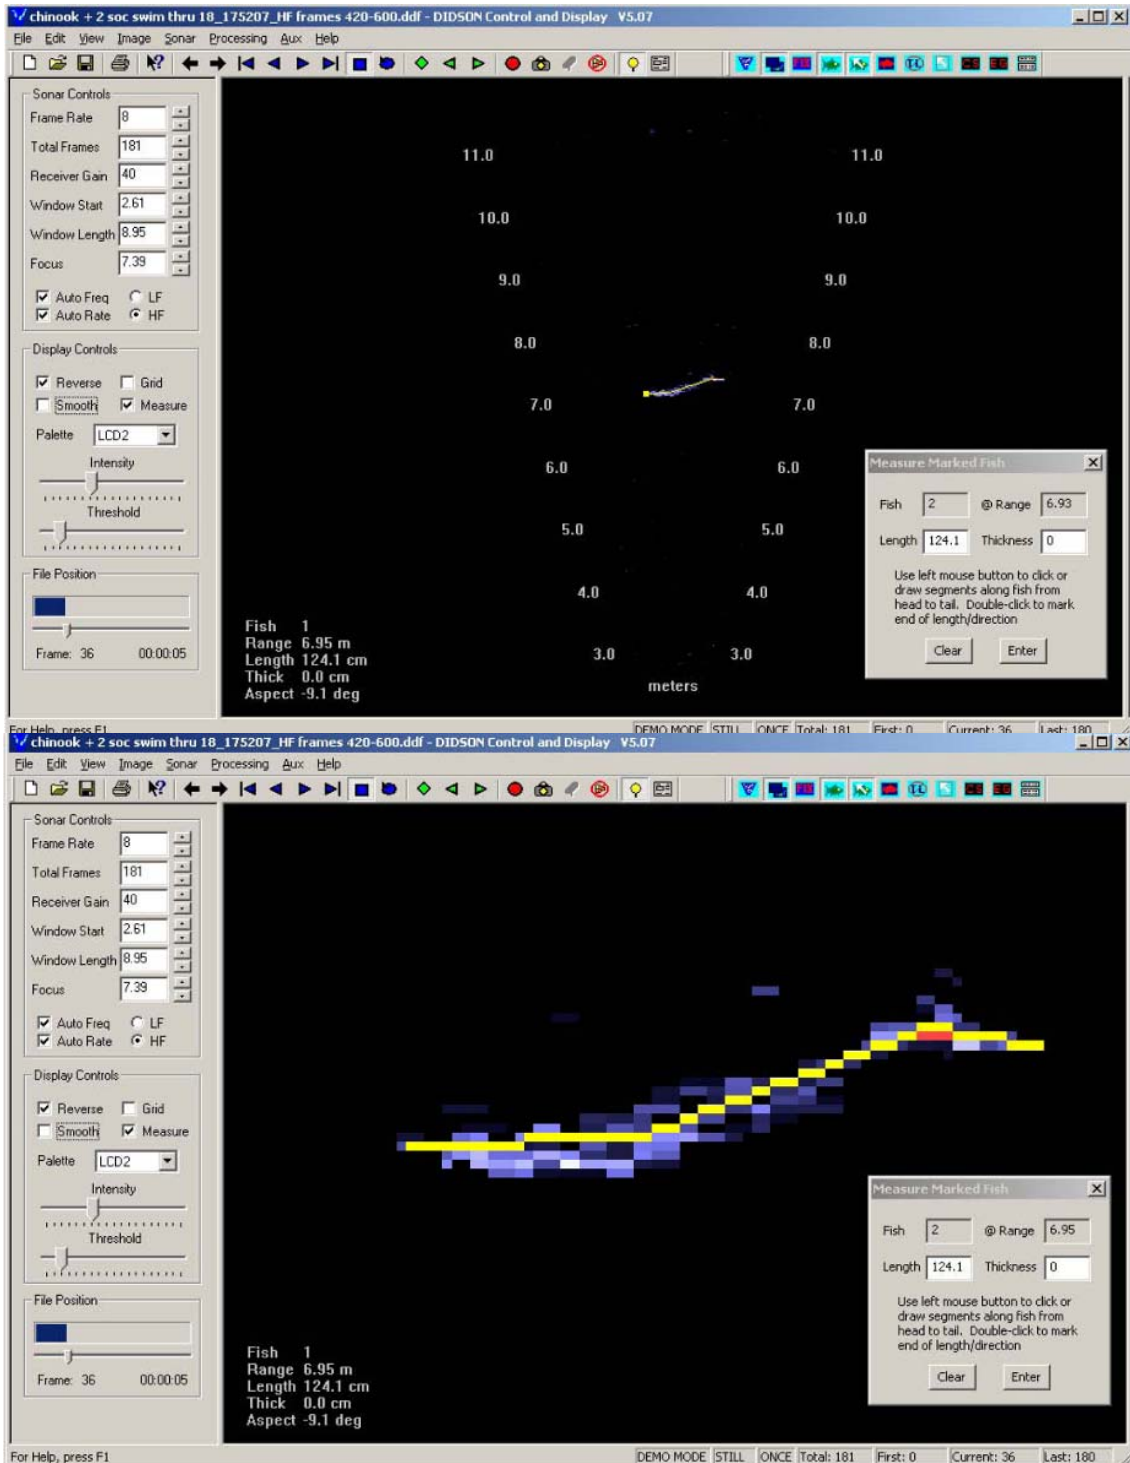 chinook + 2 soc swim thru 18_175207_HF frames 420-600.ddf - DIDSON Control and Display V5.07
File Edit View Image Sonar Processing Aux Help
Sonar Controls
Frame Rate 8
Total Frames 181
Receiver Gain 40
Window Start 2.61
Window Length 8.95
Focus 7.39
Auto Freq LF
Auto Rate HF
Display Controls
Reverse Grid
Smooth Measure
Palette LCD2
Intensity
Threshold
File Position
Frame: 36 00:00:05
11.0 11.0
10.0 10.0
9.0 9.0
8.0 8.0
7.0 7.0
6.0 6.0
5.0 5.0
4.0 4.0
3.0 3.0
meters
Fish 1
Range 6.95 m
Length 124.1 cm
Thick 0.0 cm
Aspect -9.1 deg
Measure Marked Fish
Fish 2 @ Range 6.93
Length 124.1 Thickness 0
Use left mouse button to click or
draw segments along fish from
head to tail. Double-click to mark
end of length/direction
Clear Enter
For Help, press F1 DEMO MODE STILL ONCE Total: 181 First: 0 Current: 36 Last: 180
chinook + 2 soc swim thru 18_175207_HF frames 420-600.ddf - DIDSON Control and Display V5.07
File Edit View Image Sonar Processing Aux Help
Sonar Controls
Frame Rate 8
Total Frames 181
Receiver Gain 40
Window Start 2.61
Window Length 8.95
Focus 7.39
Auto Freq LF
Auto Rate HF
Display Controls
Reverse Grid
Smooth Measure
Palette LCD2
Intensity
Threshold
File Position
Frame: 36 00:00:05
Fish 1
Range 6.95 m
Length 124.1 cm
Thick 0.0 cm
Aspect -9.1 deg
Measure Marked Fish
Fish 2 @ Range 6.95
Length 124.1 Thickness 0
Use left mouse button to click or
draw segments along fish from
head to tail. Double-click to mark
end of length/direction
Clear Enter
For Help, press F1 DEMO MODE STILL ONCE Total: 181 First: 0 Current: 36 Last: 180